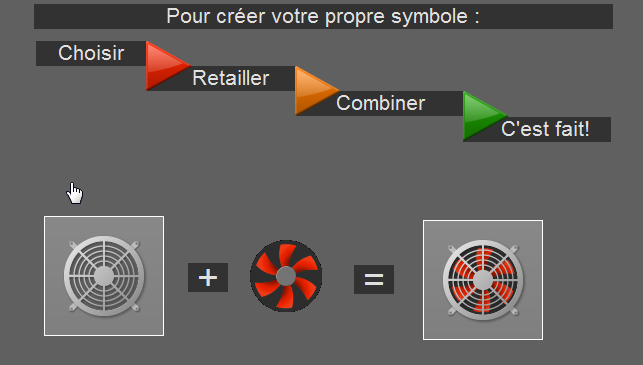 Pour créer votre propre symbole :
Choisir
Retailler
Combiner
C'est fait!
+ =